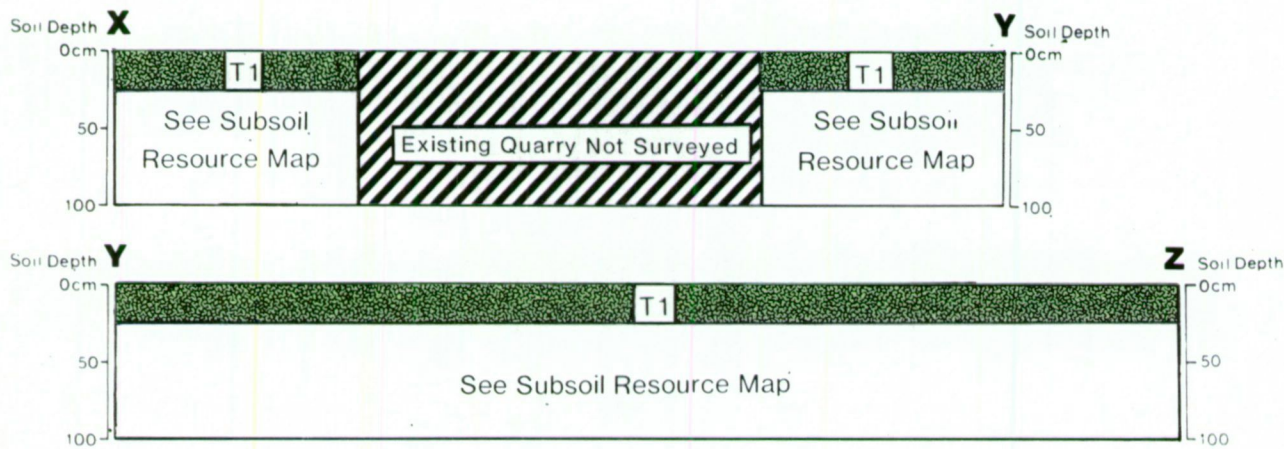 Soil Depth X
Y Soil Depth
0cm
T1
T1
0cm
See Subsoil
Resource Map
Existing Quarry Not Surveyed
See Subsoil
Resource Map
50
50
100
100
Soil Depth Y
Z Soil Depth
0cm
T1
0cm
50
See Subsoil Resource Map
50
100
100